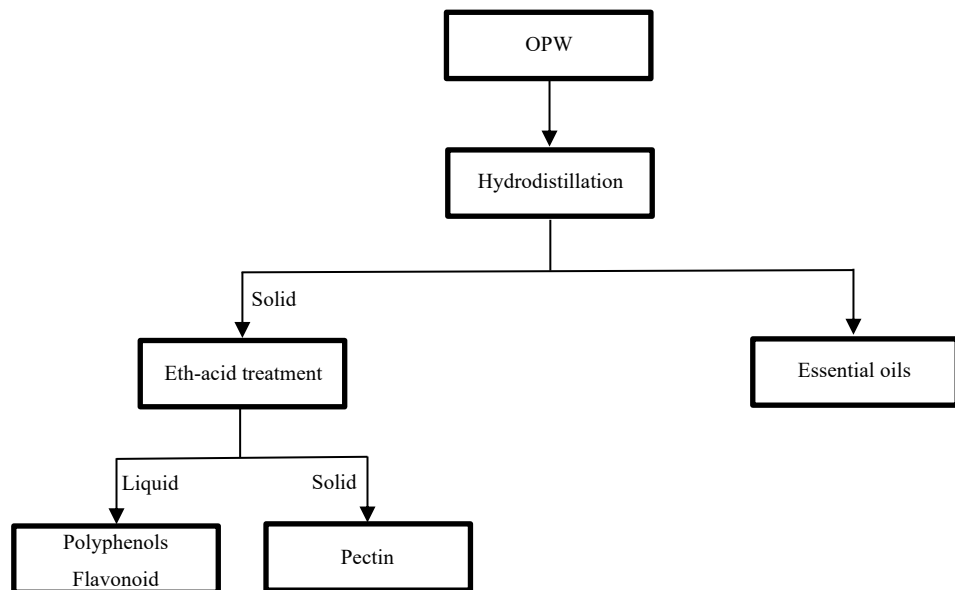 OPW
Hydrodistillation
Solid
Eth-acid treatment
Essential oils
Liquid
Solid
Polyphenols
Flavonoid
Pectin